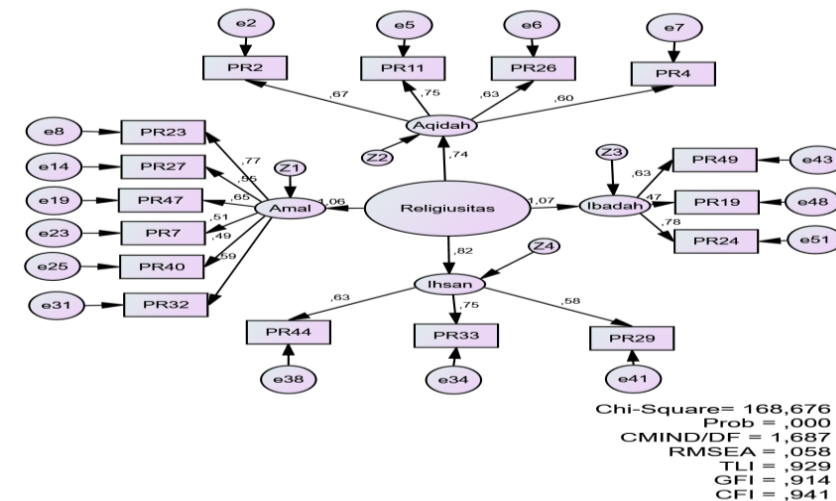 e2
e5
e6
e7
PR2
PR11
PR26
PR4
,67
,75
,63
,60
Aqidah
e8
PR23
Z1
Z2
Z3
,74
,77
e14
PR27
,95
e19
PR47
,65
Amal
1,06
Religiusitas
1,07
Ibadah
,63
PR49
e43
,47
PR19
e48
,78
PR24
e51
e23
PR7
,51
e25
PR40
,49
e31
PR32
,59
,82
Z4
Ihsan
,63
,75
,58
PR44
PR33
PR29
e38
e34
e41
Chi-Square= 168,676
Prob = ,000
CMIND/DF = 1,687
RMSEA = ,058
TLI = ,929
GFI = ,914
CFI = ,941